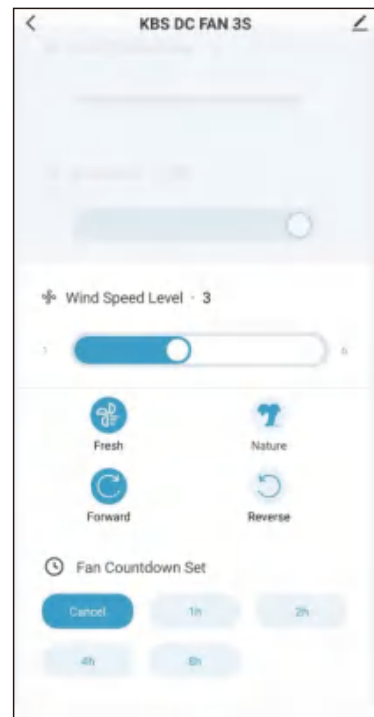 KBS DC FAN 3S
Wind Speed Level · 3
1 6
Fresh Nature
Forward Reverse
Fan Countdown Set
Cancel 1h 2h
4h 8h